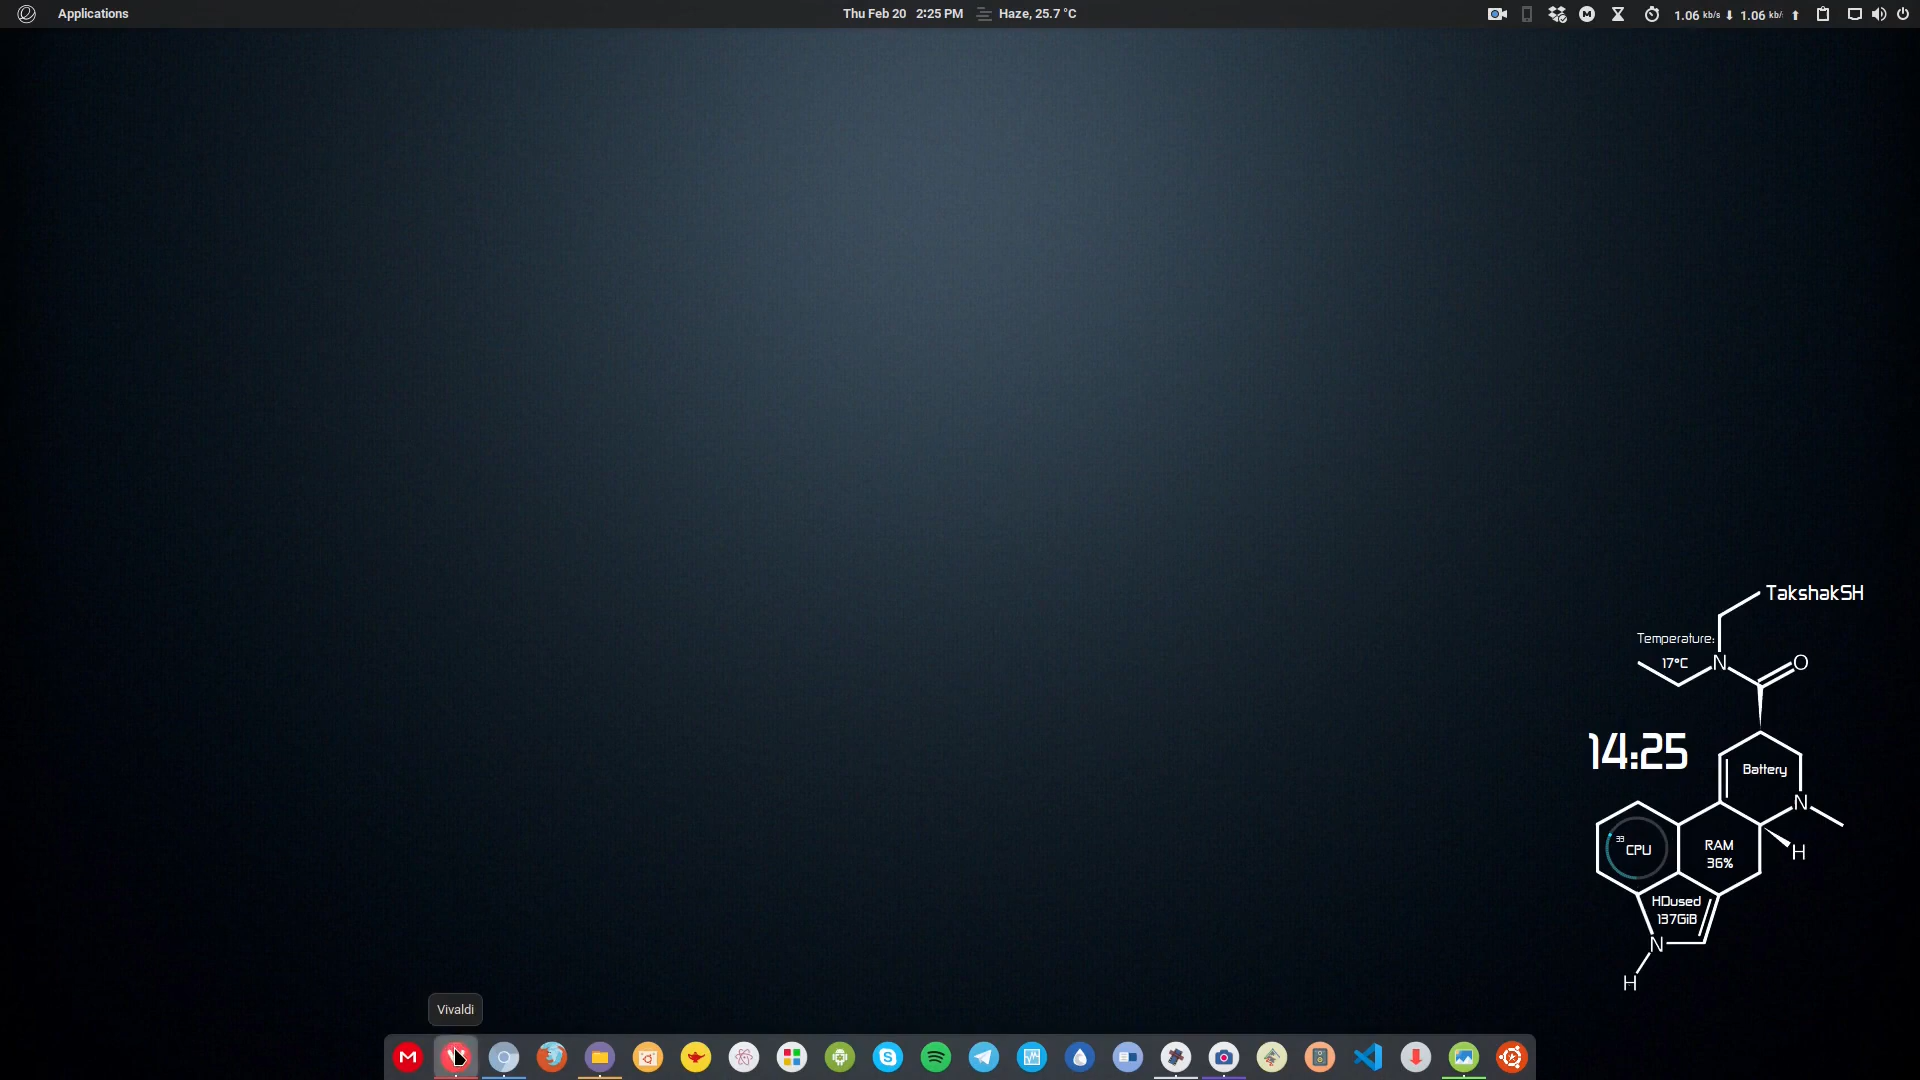 Applications
Thu Feb 20 2:25 PM Haze, 25.7 °C
1.06 kb/s 1.06 kb/
TakshakSH
Temperature:
17°C
N
O
14:25
Battery
N
33
CPU
RAM
36%
H
HDused
137GiB
N
H
Vivaldi